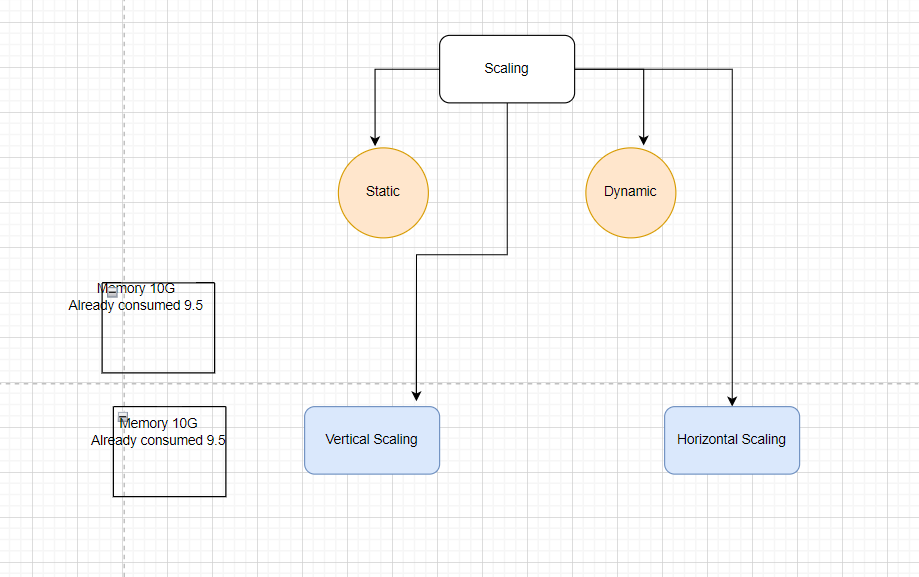 Scaling
Static
Dynamic
Memory 10G
Already consumed 9.5
Memory 10G
Already consumed 9.5
Vertical Scaling
Horizontal Scaling